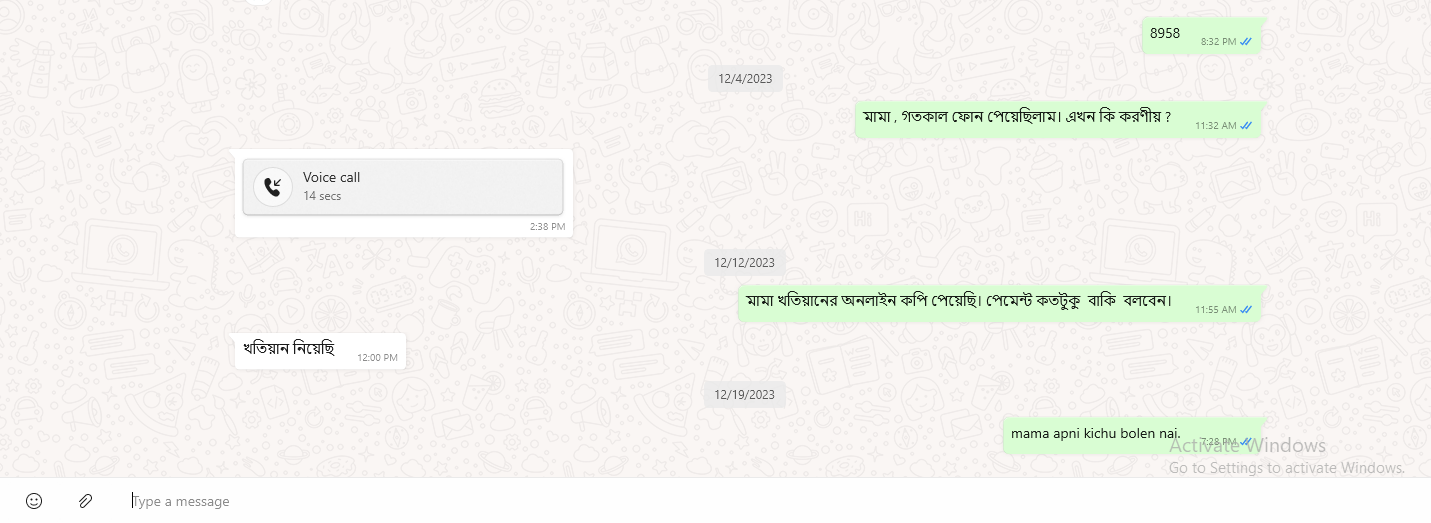 8958
8:32 PM
12/4/2023
মামা , গতকাল ফোন পেয়েছিলাম। এখন কি করণীয় ?
11:32 AM
Voice call
14 secs
2:38 PM
12/12/2023
মামা খতিয়ানের অনলাইন কপি পেয়েছি। পেমেন্ট কতটুকু বাকি বলবেন।
11:55 AM
খতিয়ান নিয়েছি
12:00 PM
12/19/2023
mama apni kichu bolen nai.
7:28 PM
Activate Windows
Go to Settings to activate Windows.
Type a message